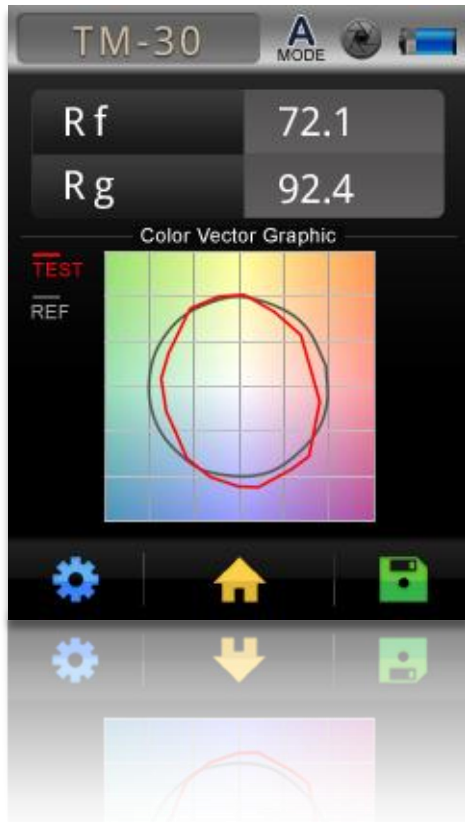 TM-30
A
MODE
Rf 72.1
Rg 92.4
Color Vector Graphic
TEST
REF